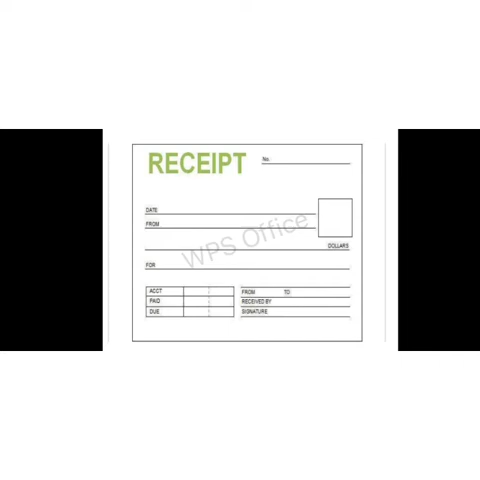 RECEIPT
No.
DATE
FROM
WPS Office
DOLLARS
FOR
ACCT
PAID
DUE
FROM TO
RECEIVED BY
SIGNATURE